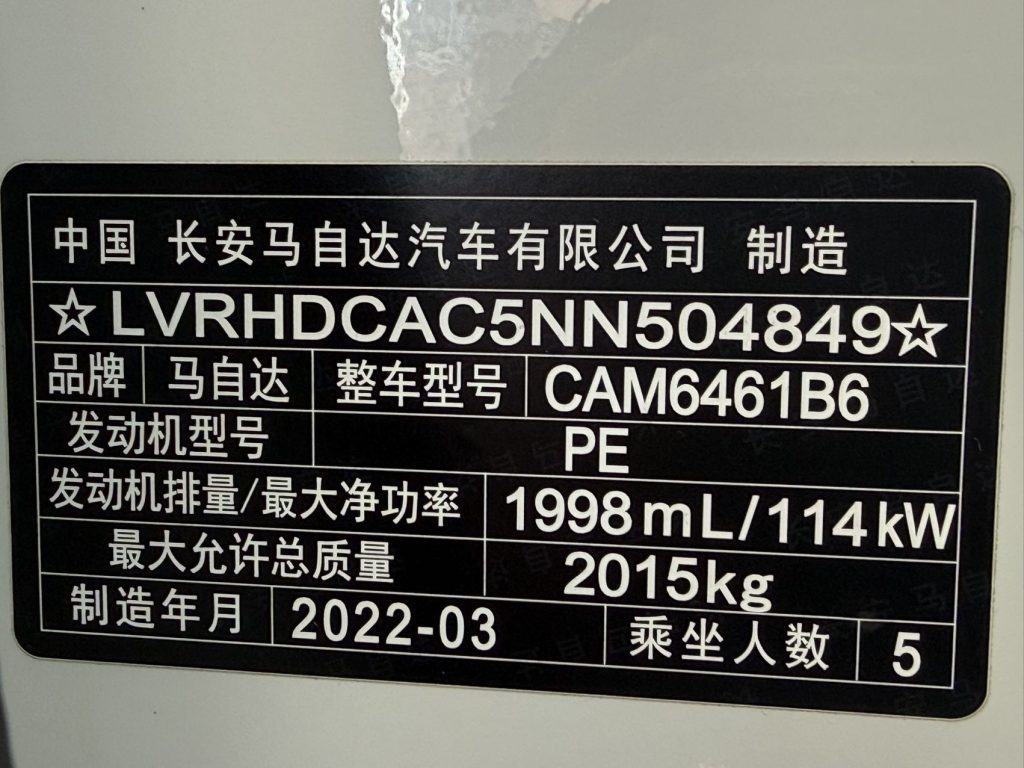 中国 长安马自达汽车有限公司 制造
☆LVRHDCAC5NN504849☆
品牌 马自达 整车型号 CAM6461B6
发动机型号 PE
发动机排量/最大净功率 1998mL/114kW
最大允许总质量 2015kg
制造年月 2022-03 乘坐人数 5